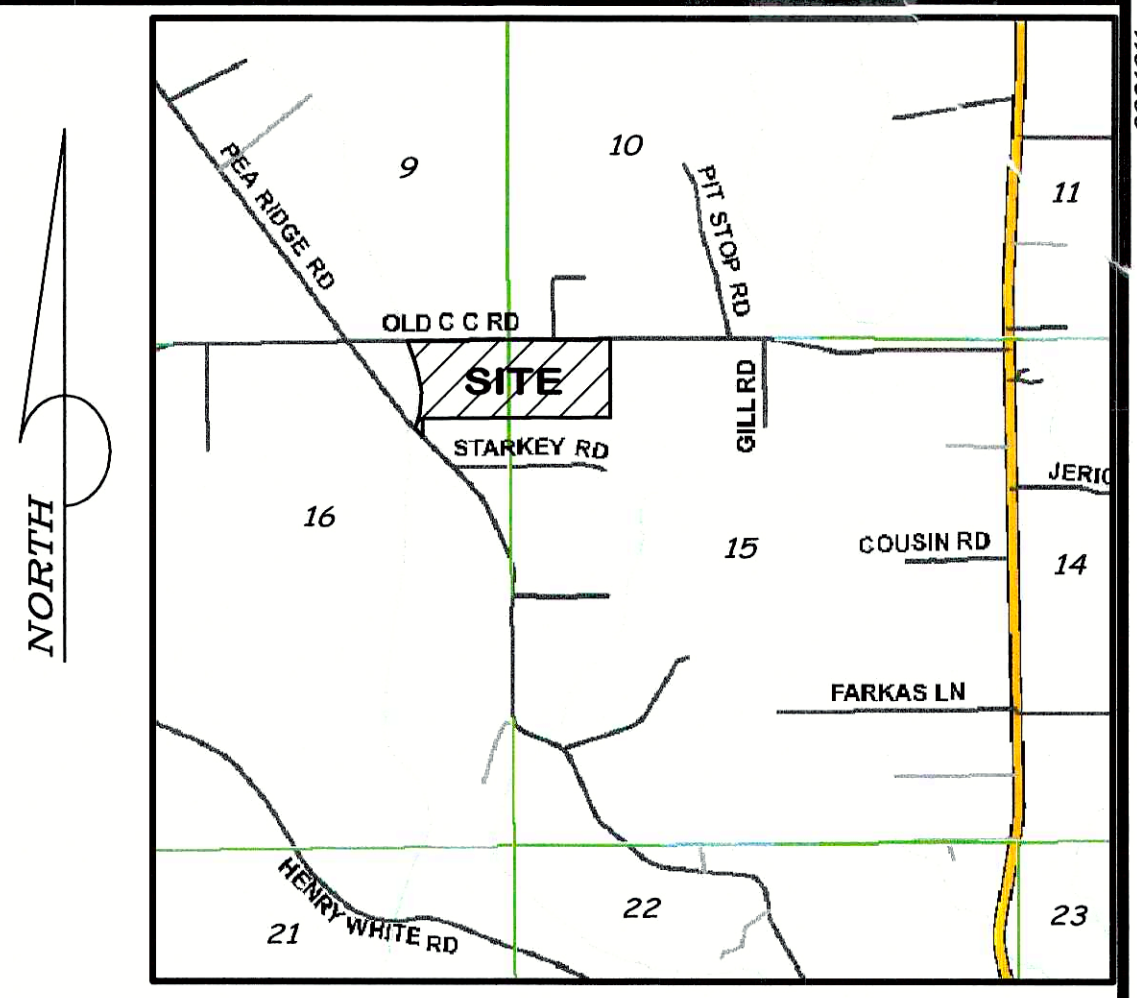 9
10
11
PEA RIDGE RD
PIT STOP RD
OLD C C RD
SITE
GILL RD
STARKEY RD
JERIC
16
15
COUSIN RD
14
NORTH
FARKAS LN
HENRY WHITE RD
21
22
23